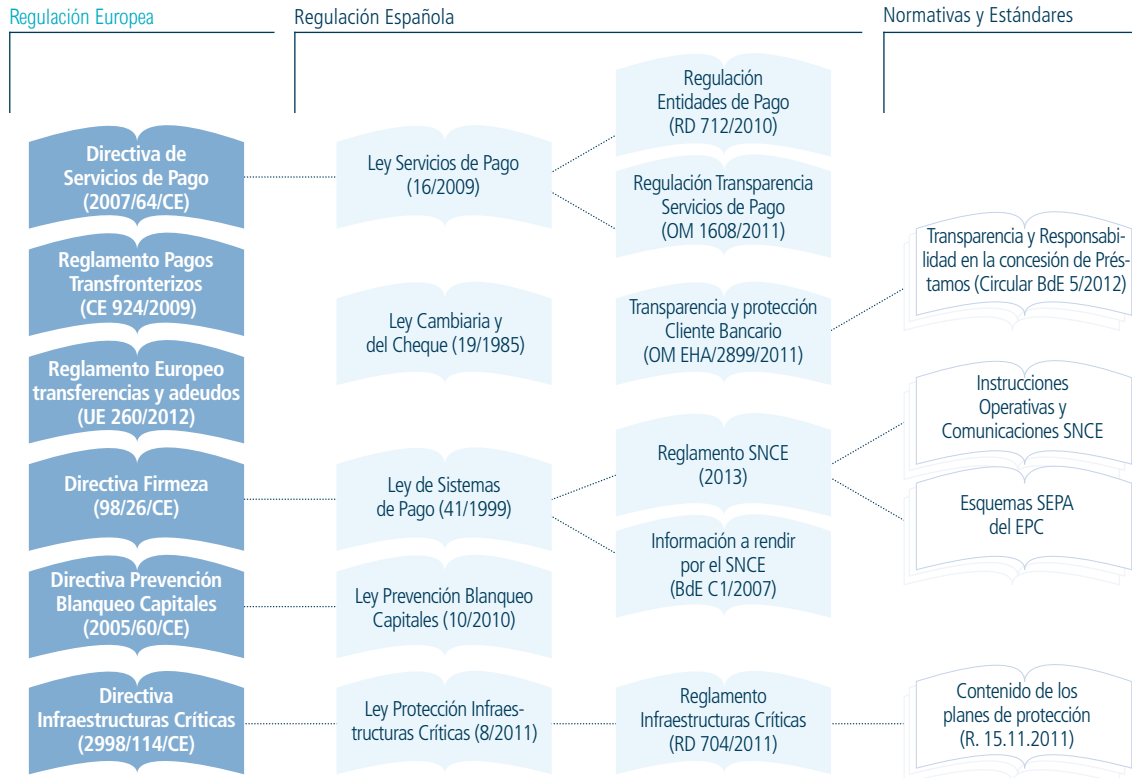 Regulación Europea
Regulación Española
Normativas y Estándares
Directiva de
Servicios de Pago
(2007/64/CE)
Reglamento Pagos
Transfronterizos
(CE 924/2009)
Reglamento Europeo
transferencias y adeudos
(UE 260/2012)
Directiva Firmeza
(98/26/CE)
Directiva Prevención
Blanqueo Capitales
(2005/60/CE)
Directiva
Infraestructuras Críticas
(2998/114/CE)
Ley Servicios de Pago
(16/2009)
Ley Cambiaria y
del Cheque (19/1985)
Ley de Sistemas
de Pago (41/1999)
Ley Prevención Blanqueo
Capitales (10/2010)
Ley Protección Infraes-
tructuras Críticas (8/2011)
Regulación
Entidades de Pago
(RD 712/2010)
Regulación Transparencia
Servicios de Pago
(OM 1608/2011)
Transparencia y protección
Cliente Bancario
(OM EHA/2899/2011)
Reglamento SNCE
(2013)
Información a rendir
por el SNCE
(BdE C1/2007)
Reglamento
Infraestructuras Críticas
(RD 704/2011)
Transparencia y Responsabi-
lidad en la concesión de Prés-
tamos (Circular BdE 5/2012)
Instrucciones
Operativas y
Comunicaciones SNCE
Esquemas SEPA
del EPC
Contenido de los
planes de protección
(R. 15.11.2011)